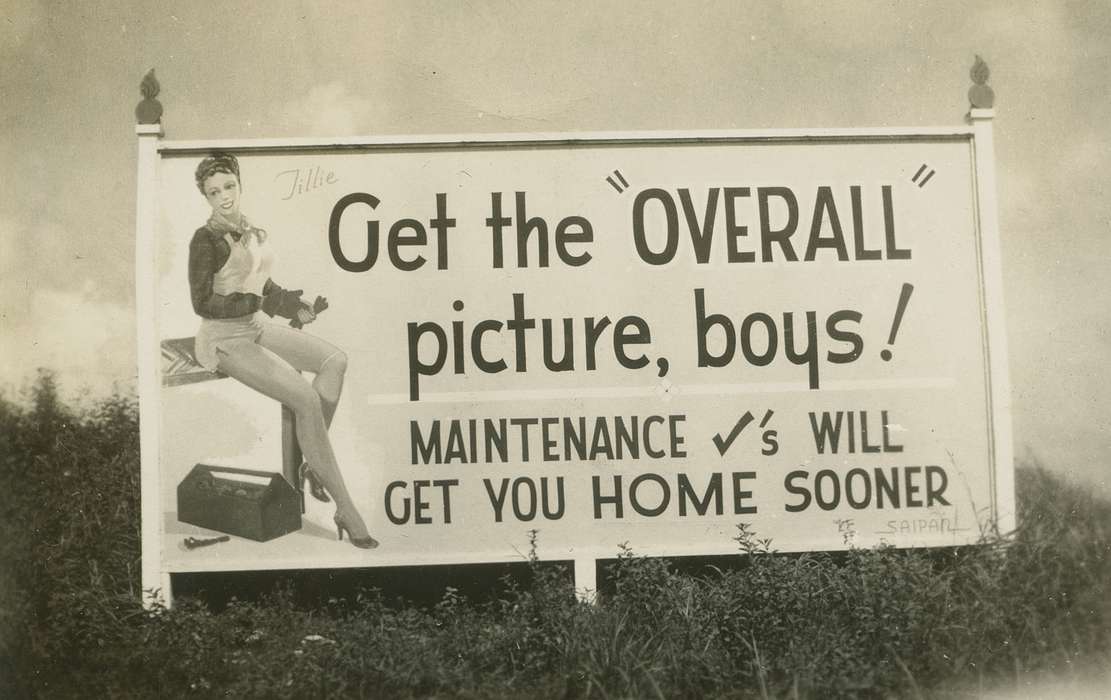 Tillie
Get the "OVERALL"
picture, boys!
MAINTENANCE ✓'s WILL
GET YOU HOME SOONER
SAIPAN